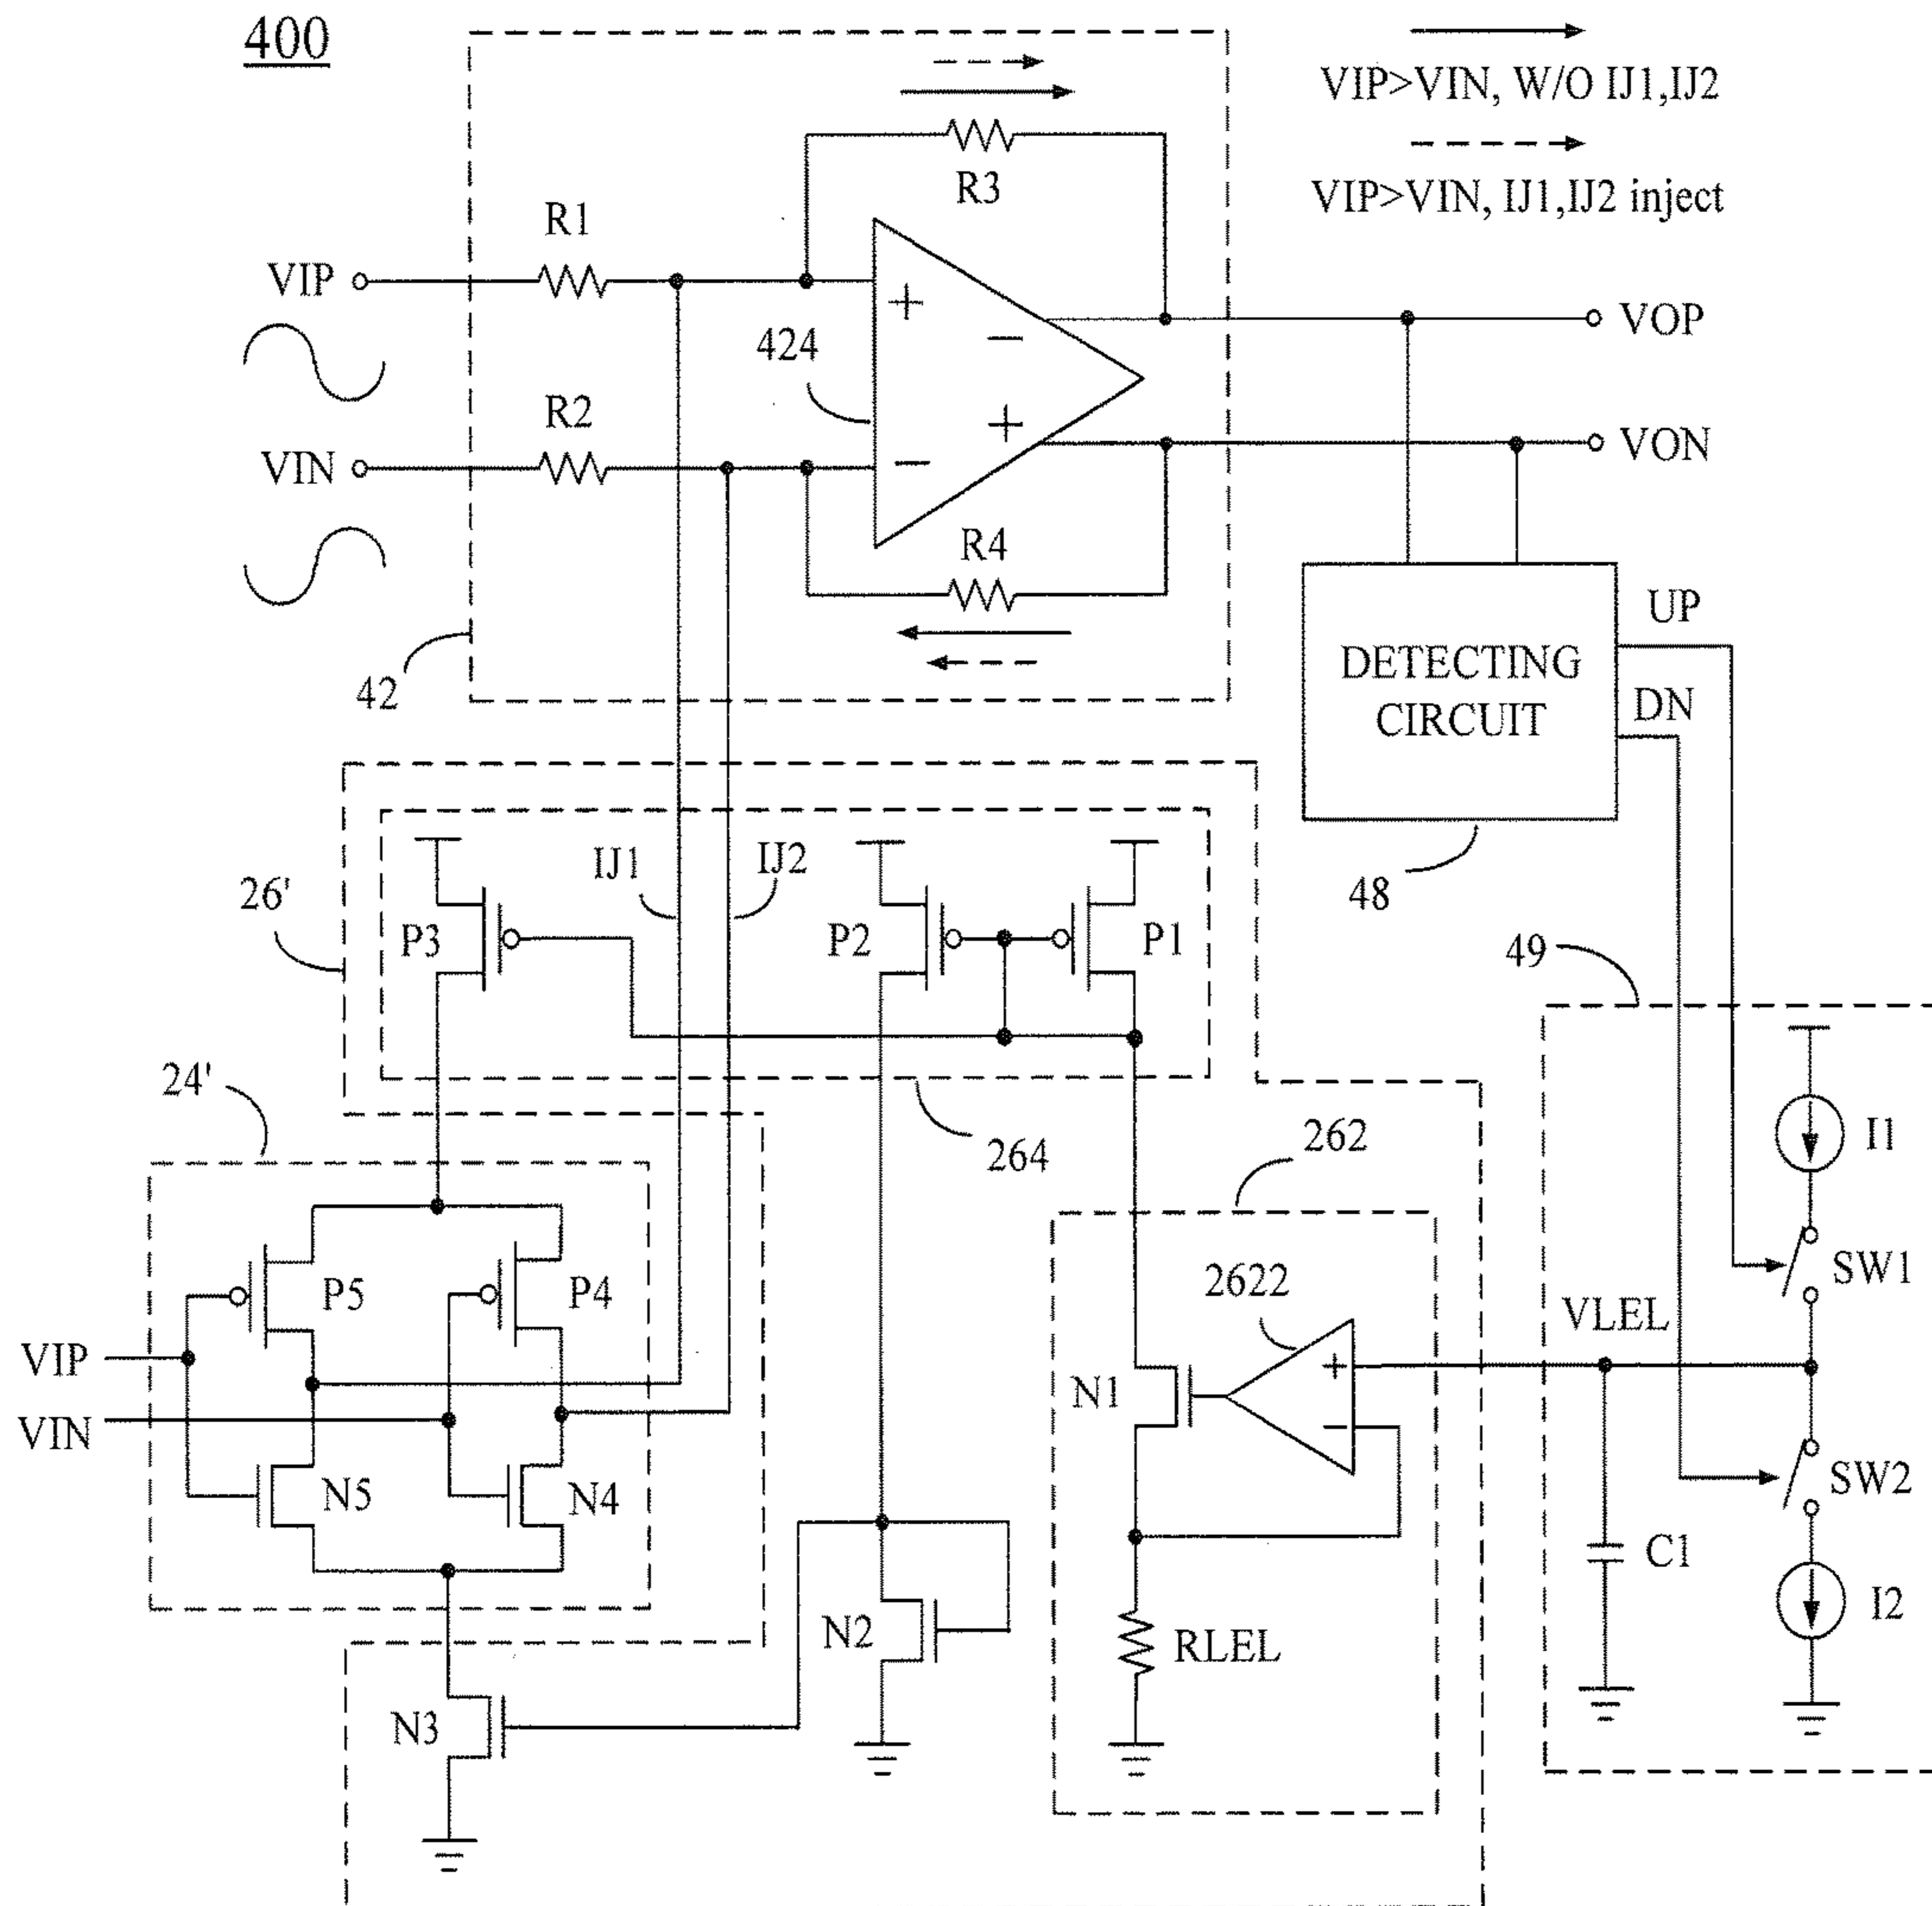 400
VIP>VIN, W/O IJ1,IJ2
VIP>VIN, IJ1,IJ2 inject
R3
R1
VIP
+
−
VOP
424
R2
+
VIN
−
VON
R4
42
UP
DETECTING
CIRCUIT
DN
48
26'
IJ1
IJ2
P3
P2
P1
49
24'
264
262
I1
P5
P4
2622
SW1
VLEL
VIP
+
N1
−
VIN
SW2
N5
N4
C1
I2
N2
RLEL
N3